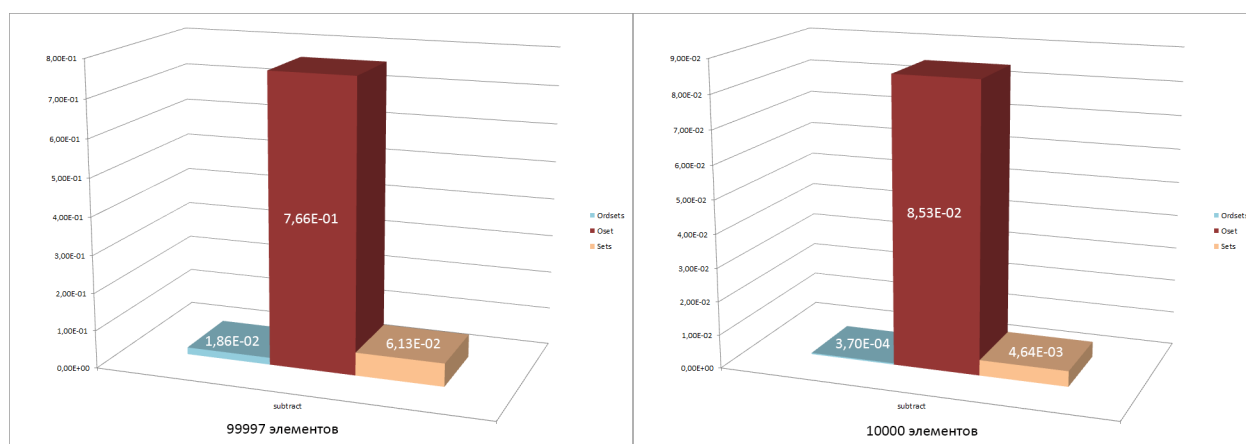 8,00E-01
7,00E-01
6,00E-01
5,00E-01
4,00E-01
3,00E-01
2,00E-01
1,00E-01
0,00E+00
1,86E-02
7,66E-01
6,13E-02
Ordsets
Oset
Sets
subtract
99997 элементов
9,00E-02
8,00E-02
7,00E-02
6,00E-02
5,00E-02
4,00E-02
3,00E-02
2,00E-02
1,00E-02
0,00E+00
3,70E-04
8,53E-02
4,64E-03
Ordsets
Oset
Sets
subtract
10000 элементов